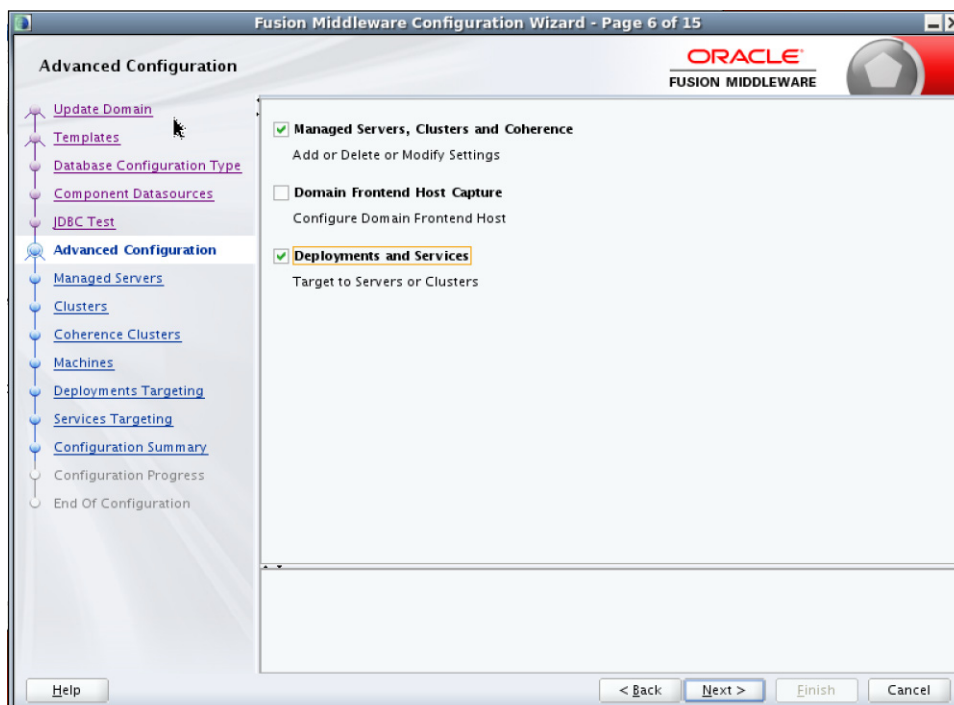 Fusion Middleware Configuration Wizard - Page 6 of 15
Advanced Configuration
ORACLE
FUSION MIDDLEWARE
Update Domain
Templates
Database Configuration Type
Component Datasources
JDBC Test
Advanced Configuration
Managed Servers
Clusters
Coherence Clusters
Machines
Deployments Targeting
Services Targeting
Configuration Summary
Configuration Progress
End Of Configuration
Managed Servers, Clusters and Coherence
Add or Delete or Modify Settings
Domain Frontend Host Capture
Configure Domain Frontend Host
Deployments and Services
Target to Servers or Clusters
Help
< Back
Next >
Finish
Cancel